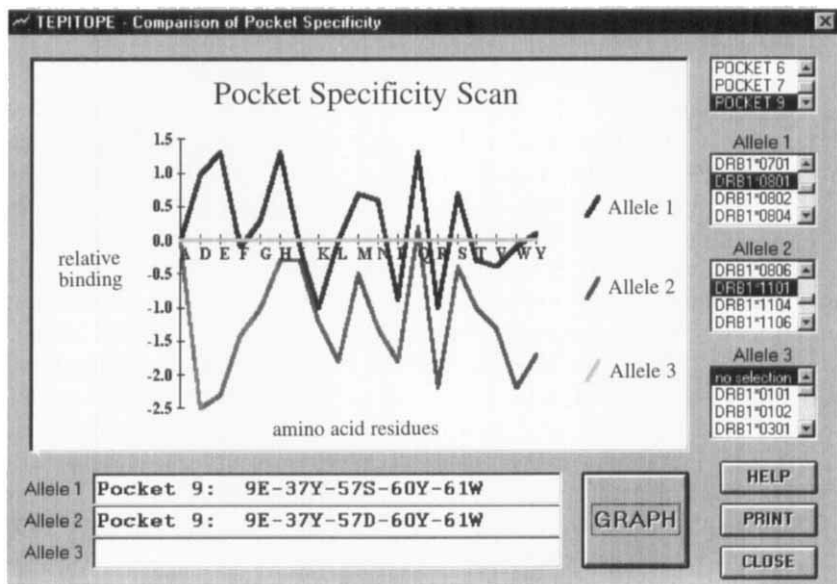 TEPITOPE - Comparison of Pocket Specificity
Pocket Specificity Scan
1.5
1.0
0.5
0.0
-0.5
-1.0
-1.5
-2.0
-2.5
relative
binding
A D E F G H I K L M N P Q R S T V W Y
amino acid residues
Allele 1
Allele 2
Allele 3
POCKET 6
POCKET 7
POCKET 9
Allele 1
DRB1*0701
DRB1*0801
DRB1*0802
DRB1*0804
Allele 2
DRB1*0806
DRB1*1101
DRB1*1104
DRB1*1106
Allele 3
no selection
DRB1*0101
DRB1*0102
DRB1*0301
Allele 1 Pocket 9: 9E-37Y-57S-60Y-61W
Allele 2 Pocket 9: 9E-37Y-57D-60Y-61W
Allele 3
GRAPH
HELP
PRINT
CLOSE